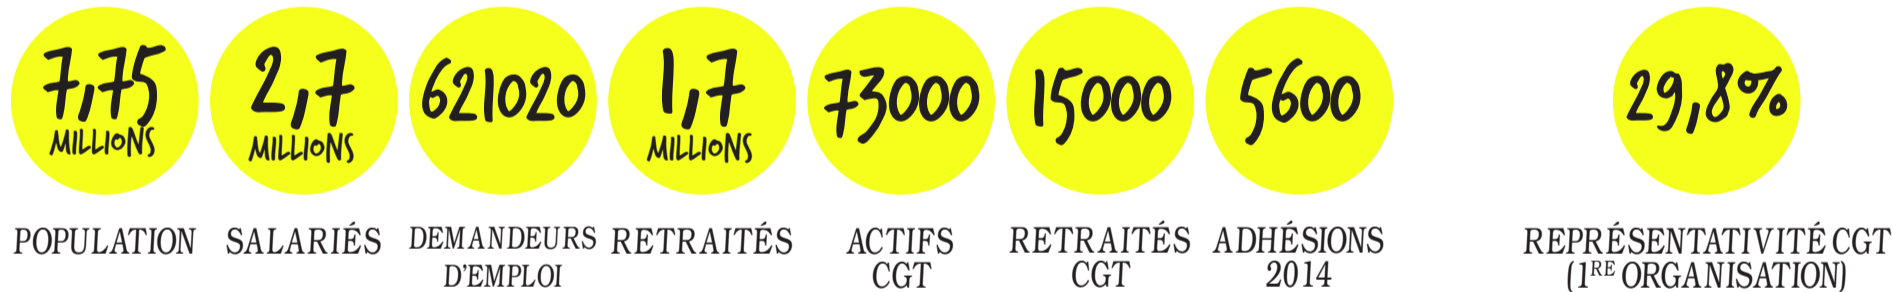 7,75
MILLIONS
POPULATION
2,7
MILLIONS
SALARIÉS
621020
DEMANDEURS
D'EMPLOI
1,7
MILLIONS
RETRAITÉS
73000
ACTIFS
CGT
15000
RETRAITÉS
CGT
5600
ADHÉSIONS
2014
29,8%
REPRÉSENTATIVITÉ CGT
(1RE ORGANISATION)